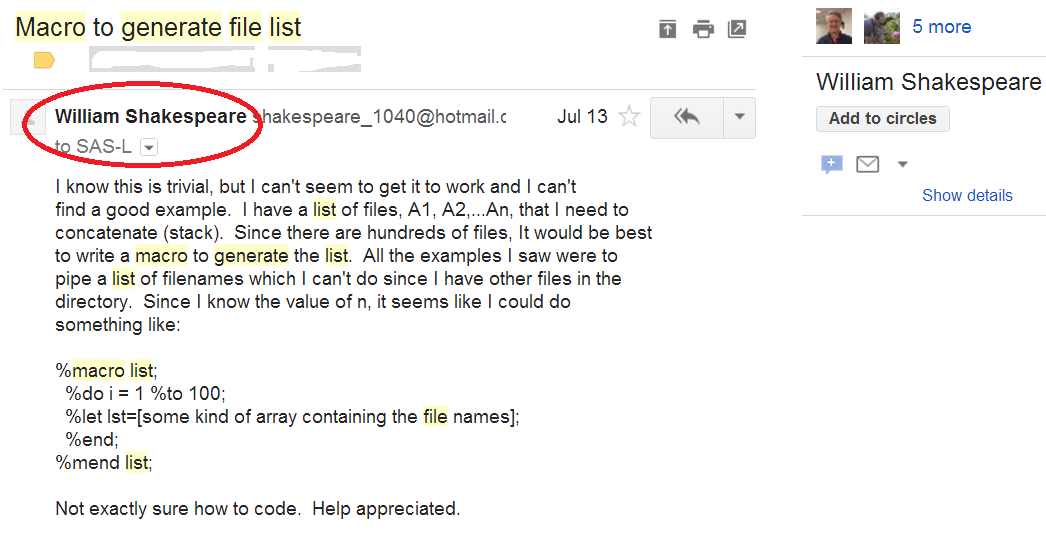 Macro to generate file list
5 more
William Shakespeare
Add to circles
Show details
William Shakespeare shakespeare_1040@hotmail.c Jul 13
to SAS-L
I know this is trivial, but I can't seem to get it to work and I can't
find a good example.  I have a list of files, A1, A2,...An, that I need to
concatenate (stack).  Since there are hundreds of files, It would be best
to write a macro to generate the list.  All the examples I saw were to
pipe a list of filenames which I can't do since I have other files in the
directory.  Since I know the value of n, it seems like I could do
something like:
%macro list;
%do i = 1 %to 100;
%let lst=[some kind of array containing the file names];
%end;
%mend list;
Not exactly sure how to code.  Help appreciated.